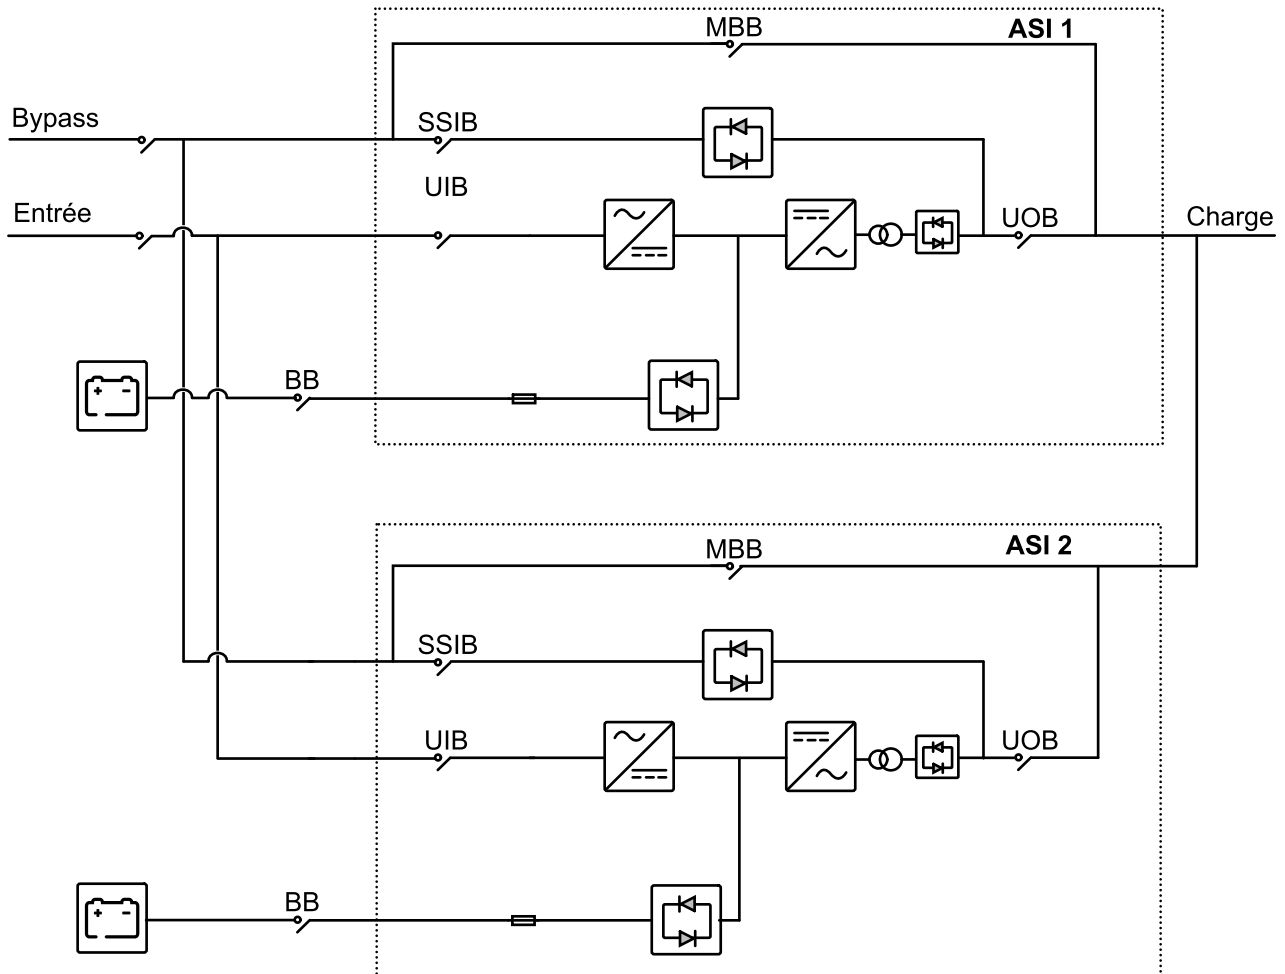 MBB
ASI 1
Bypass
SSIB
UIB
Entrée
UOB
Charge
BB
MBB
ASI 2
SSIB
UIB
UOB
BB